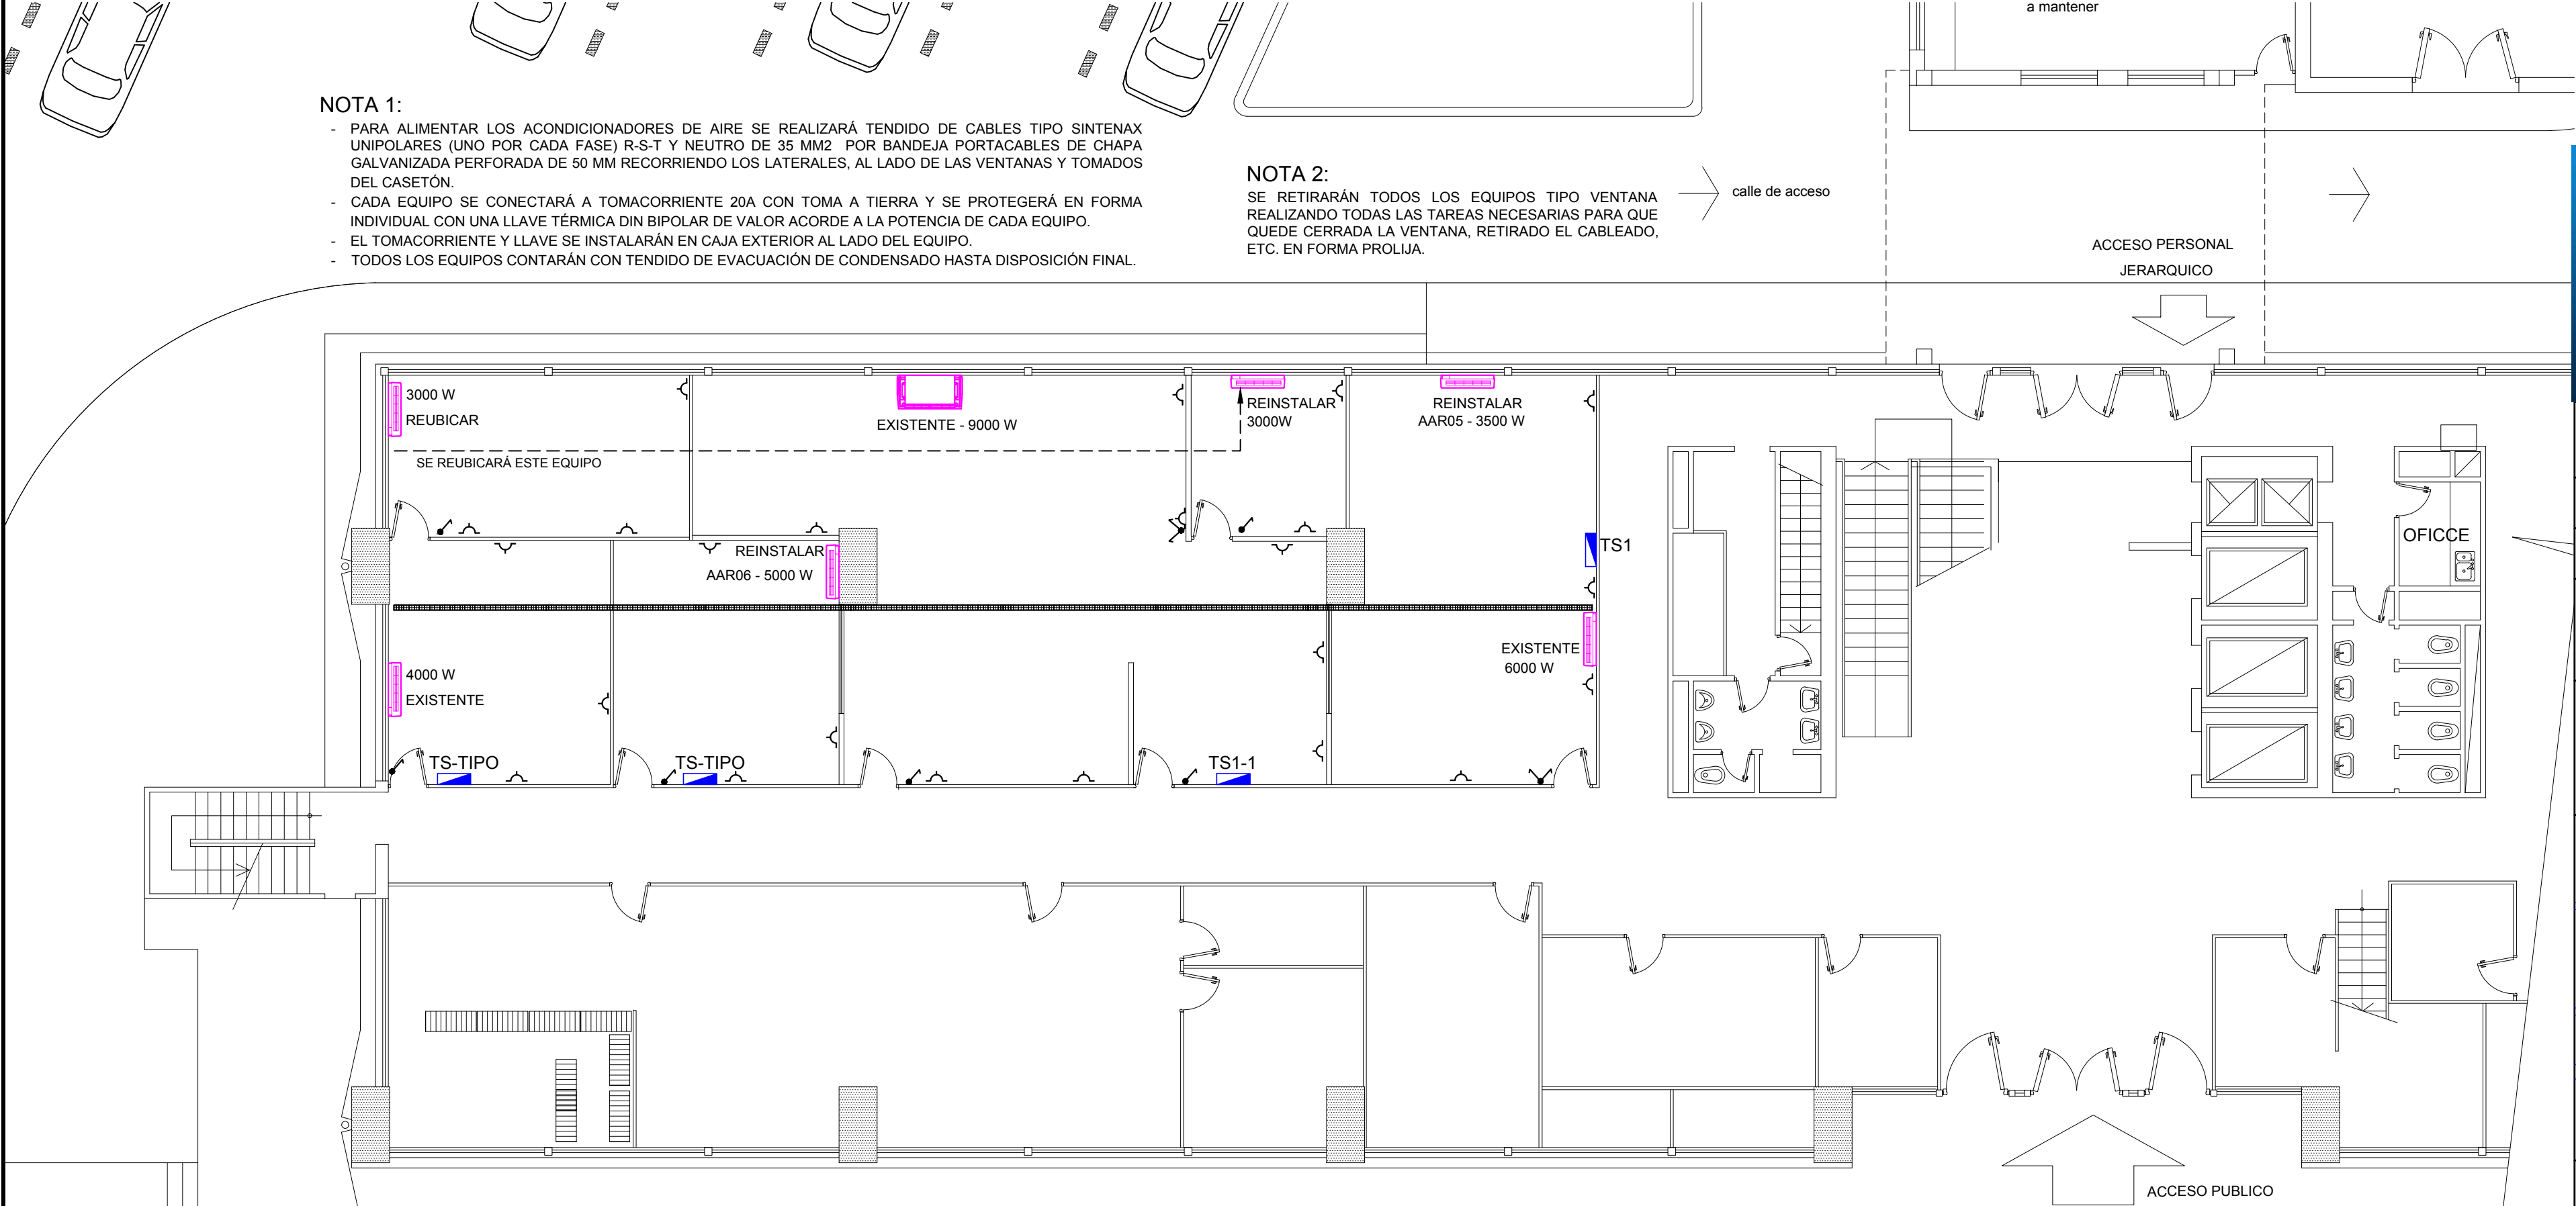 a mantener
NOTA 1:
- PARA ALIMENTAR LOS ACONDICIONADORES DE AIRE SE REALIZARÁ TENDIDO DE CABLES TIPO SINTENAX
UNIPOLARES (UNO POR CADA FASE) R-S-T Y NEUTRO DE 35 MM2 POR BANDEJA PORTACABLES DE CHAPA
GALVANIZADA PERFORADA DE 50 MM RECORRIENDO LOS LATERALES, AL LADO DE LAS VENTANAS Y TOMADOS
DEL CASETÓN.
- CADA EQUIPO SE CONECTARÁ A TOMACORRIENTE 20A CON TOMA A TIERRA Y SE PROTEGERÁ EN FORMA
INDIVIDUAL CON UNA LLAVE TÉRMICA DIN BIPOLAR DE VALOR ACORDE A LA POTENCIA DE CADA EQUIPO.
- EL TOMACORRIENTE Y LLAVE SE INSTALARÁN EN CAJA EXTERIOR AL LADO DEL EQUIPO.
- TODOS LOS EQUIPOS CONTARÁN CON TENDIDO DE EVACUACIÓN DE CONDENSADO HASTA DISPOSICIÓN FINAL.
NOTA 2:
SE RETIRARÁN TODOS LOS EQUIPOS TIPO VENTANA
REALIZANDO TODAS LAS TAREAS NECESARIAS PARA QUE
QUEDE CERRADA LA VENTANA, RETIRADO EL CABLEADO,
ETC. EN FORMA PROLIJA.
calle de acceso
ACCESO PERSONAL
JERARQUICO
3000 W
REUBICAR
EXISTENTE - 9000 W
REINSTALAR
3000W
REINSTALAR
AAR05 - 3500 W
SE REUBICARÁ ESTE EQUIPO
REINSTALAR
AAR06 - 5000 W
TS1
OFICCE
4000 W
EXISTENTE
EXISTENTE
6000 W
TS-TIPO
TS-TIPO
TS1-1
ACCESO PUBLICO